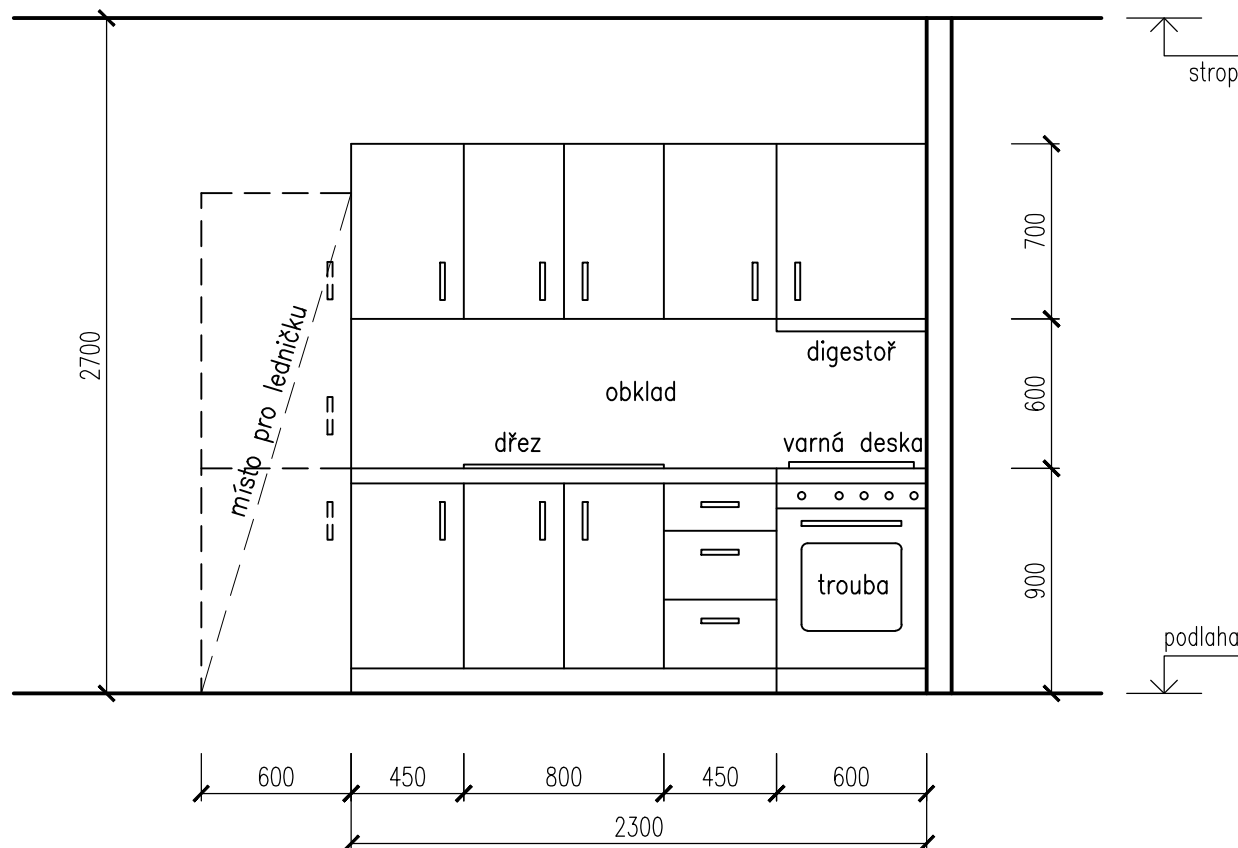 strop
2700
700
místo pro ledničku
digestoř
obklad
600
dřez
varná deska
trouba
900
podlaha
600
450
800
450
600
2300